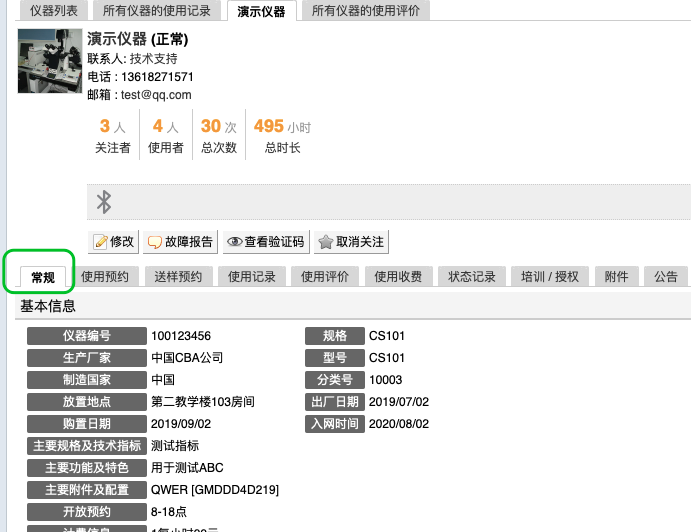 仪器列表 所有仪器的使用记录 演示仪器 所有仪器的使用评价
演示仪器 (正常)
联系人: 技术支持
电话 : 13618271571
邮箱 : test@qq.com
3 人 4 人 30 次 495 小时
关注者 使用者 总次数 总时长
修改 故障报告 查看验证码 取消关注
常规 使用预约 送样预约 使用记录 使用评价 使用收费 状态记录 培训 / 授权 附件 公告
基本信息
仪器编号 100123456 规格 CS101
生产厂家 中国CBA公司 型号 CS101
制造国家 中国 分类号 10003
放置地点 第二教学楼103房间 出厂日期 2019/07/02
购置日期 2019/09/02 入网时间 2020/08/02
主要规格及技术指标 测试指标
主要功能及特色 用于测试ABC
主要附件及配置 QWER [GMDDD4D219]
开放预约 8-18点